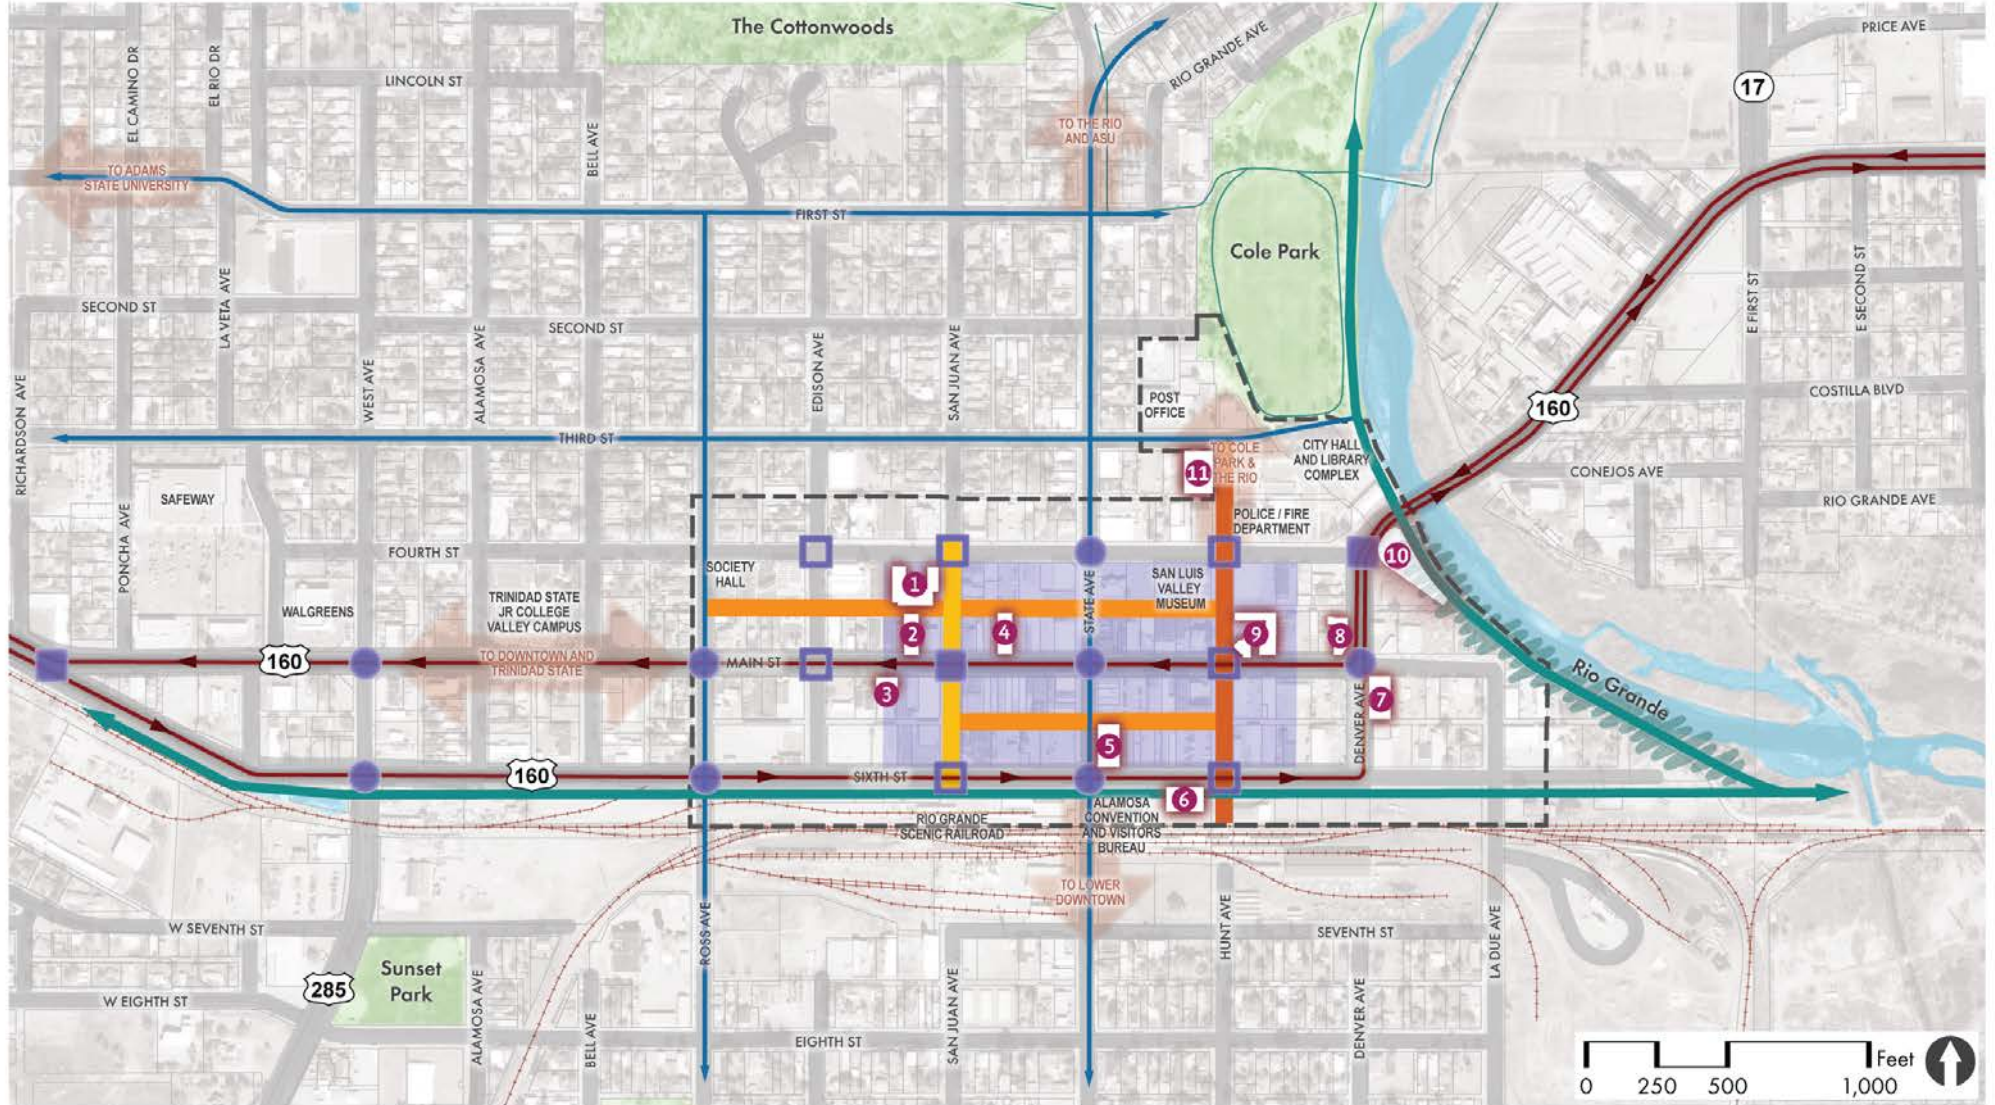 The Cottonwoods
PRICE AVE
RIO GRANDE AVE
EL CAMINO DR
EL RIO DR
LINCOLN ST
17
BELL AVE
TO THE RIO
AND ASU
TO ADAMS
STATE UNIVERSITY
FIRST ST
Cole Park
LA VETA AVE
SECOND ST
SECOND ST
E FIRST ST
E SECOND ST
RICHARDSON AVE
WEST AVE
ALAMOSA AVE
EDISON AVE
SAN JUAN AVE
POST
OFFICE
COSTILLA BLVD
160
THIRD ST
TO COLE
PARK &
THE RIO
CITY HALL
AND LIBRARY
COMPLEX
11
CONEJOS AVE
SAFEWAY
RIO GRANDE AVE
PONCHA AVE
POLICE / FIRE
DEPARTMENT
FOURTH ST
10
SOCIETY
HALL
1
STATE AVE
SAN LUIS
VALLEY
MUSEUM
WALGREENS
TRINIDAD STATE
JR COLLEGE
VALLEY CAMPUS
2
4
9
8
160
TO DOWNTOWN AND
TRINIDAD STATE
MAIN ST
3
7
Rio Grande
DENVER AVE
5
160
SIXTH ST
6
RIO GRANDE
SCENIC RAILROAD
ALAMOSA
CONVENTION
AND VISITORS
BUREAU
TO LOWER
DOWNTOWN
W SEVENTH ST
ROSS AVE
HUNT AVE
SEVENTH ST
LA DUE AVE
285
Sunset
Park
W EIGHTH ST
ALAMOSA AVE
BELL AVE
SAN JUAN AVE
EIGHTH ST
DENVER AVE
Feet
0 250 500 1,000